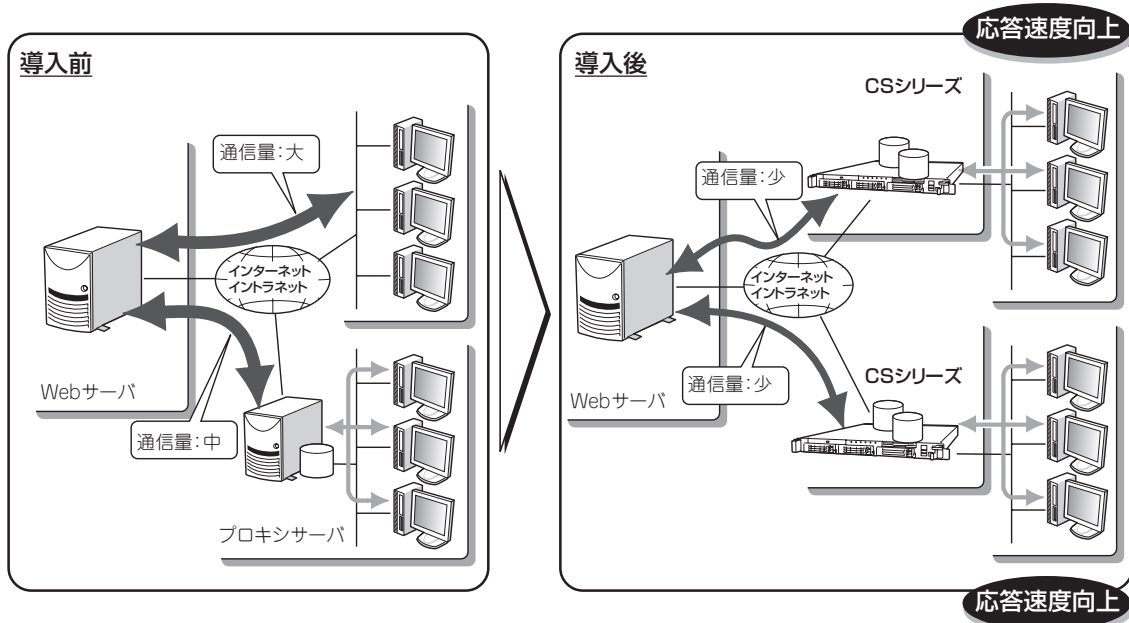 導入前
通信量:大
インターネット
イントラネット
Webサーバ
通信量:中
プロキシサーバ
応答速度向上
導入後
CSシリーズ
通信量:少
インターネット
イントラネット
Webサーバ
通信量:少
CSシリーズ
応答速度向上